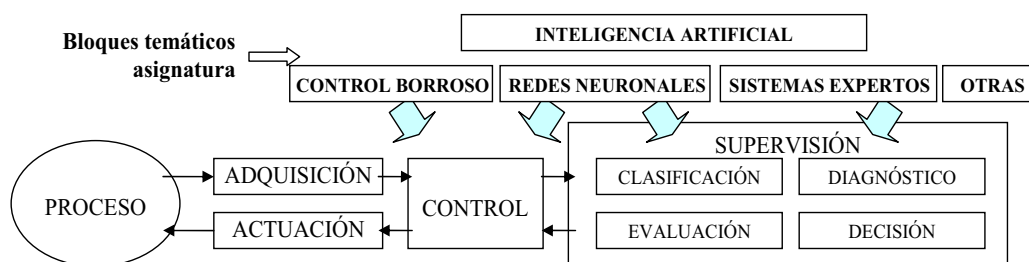 INTELIGENCIA ARTIFICIAL
Bloques temáticos
asignatura
CONTROL BORROSO
REDES NEURONALES
SISTEMAS EXPERTOS
OTRAS
SUPERVISIÓN
PROCESO
ADQUISICIÓN
ACTUACIÓN
CONTROL
CLASIFICACIÓN
DIAGNÓSTICO
EVALUACIÓN
DECISIÓN